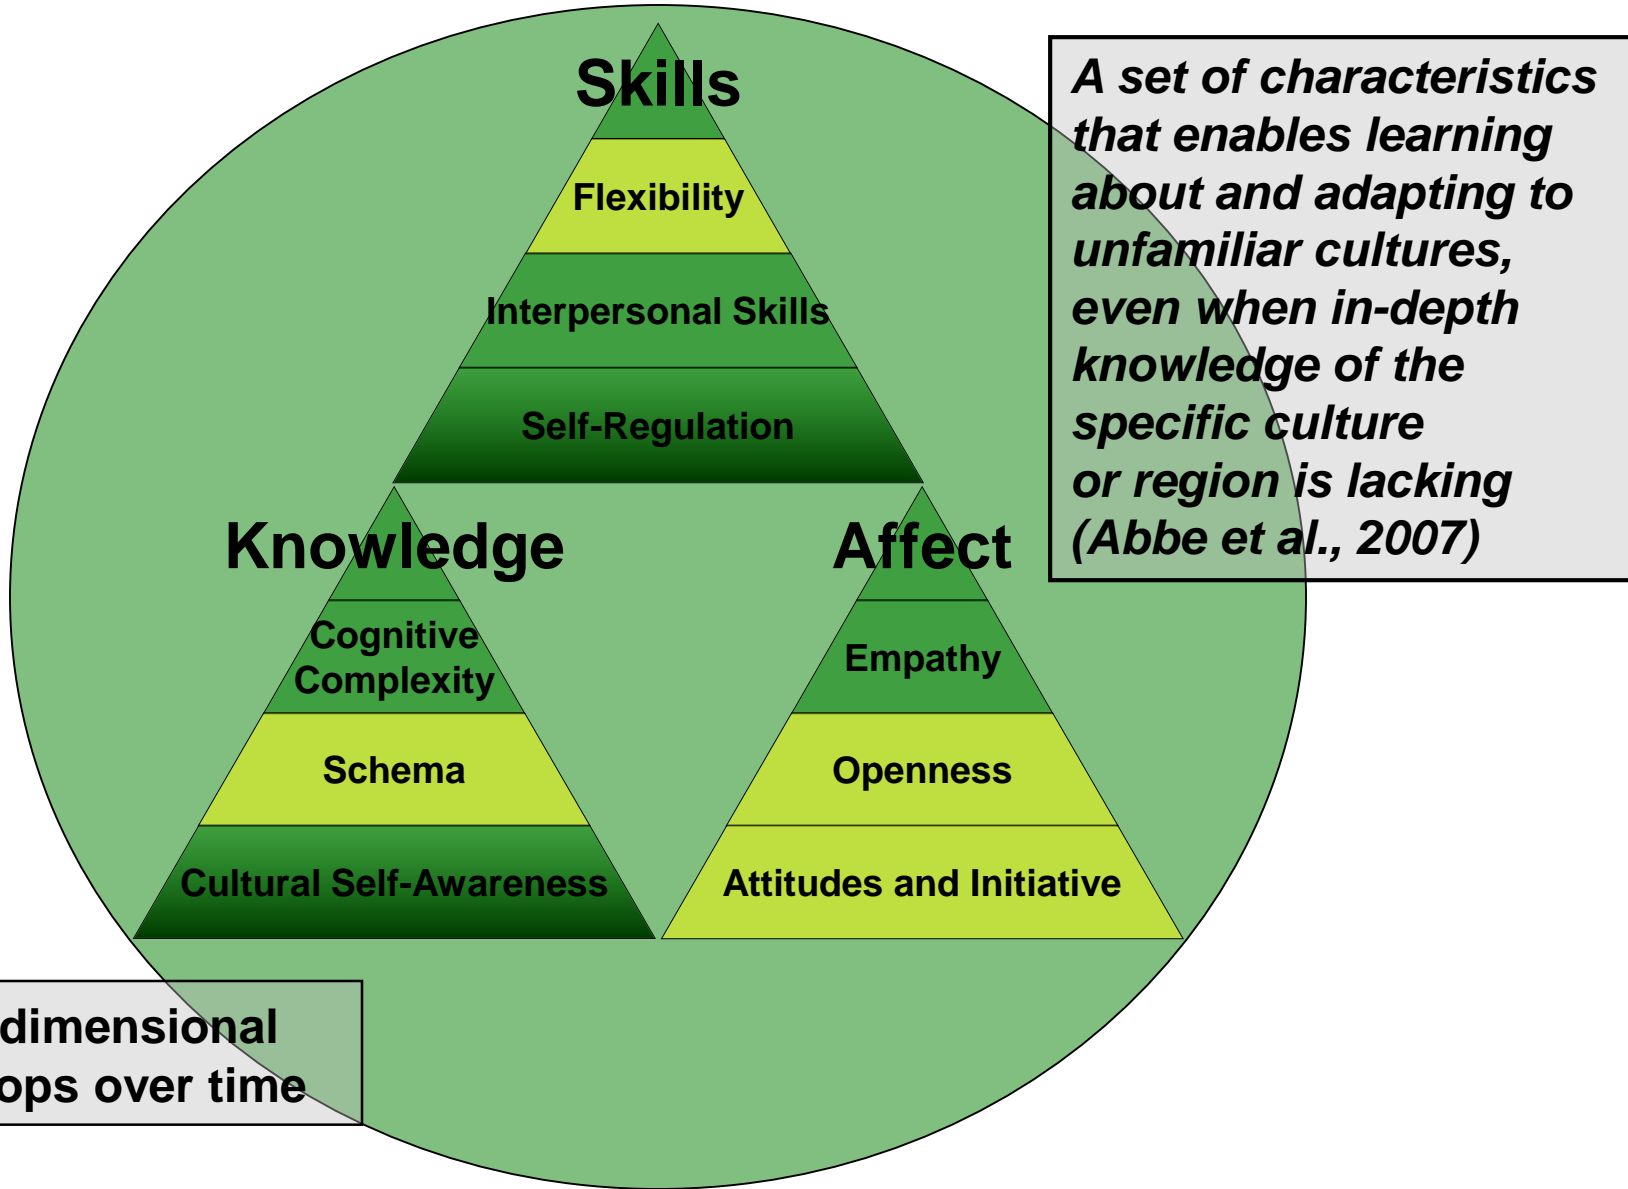 Skills
Flexibility
Interpersonal Skills
Self-Regulation
A set of characteristics
that enables learning
about and adapting to
unfamiliar cultures,
even when in-depth
knowledge of the
specific culture
or region is lacking
(Abbe et al., 2007)
Knowledge
Cognitive
Complexity
Schema
Cultural Self-Awareness
Affect
Empathy
Openness
Attitudes and Initiative
dimensional
ops over time